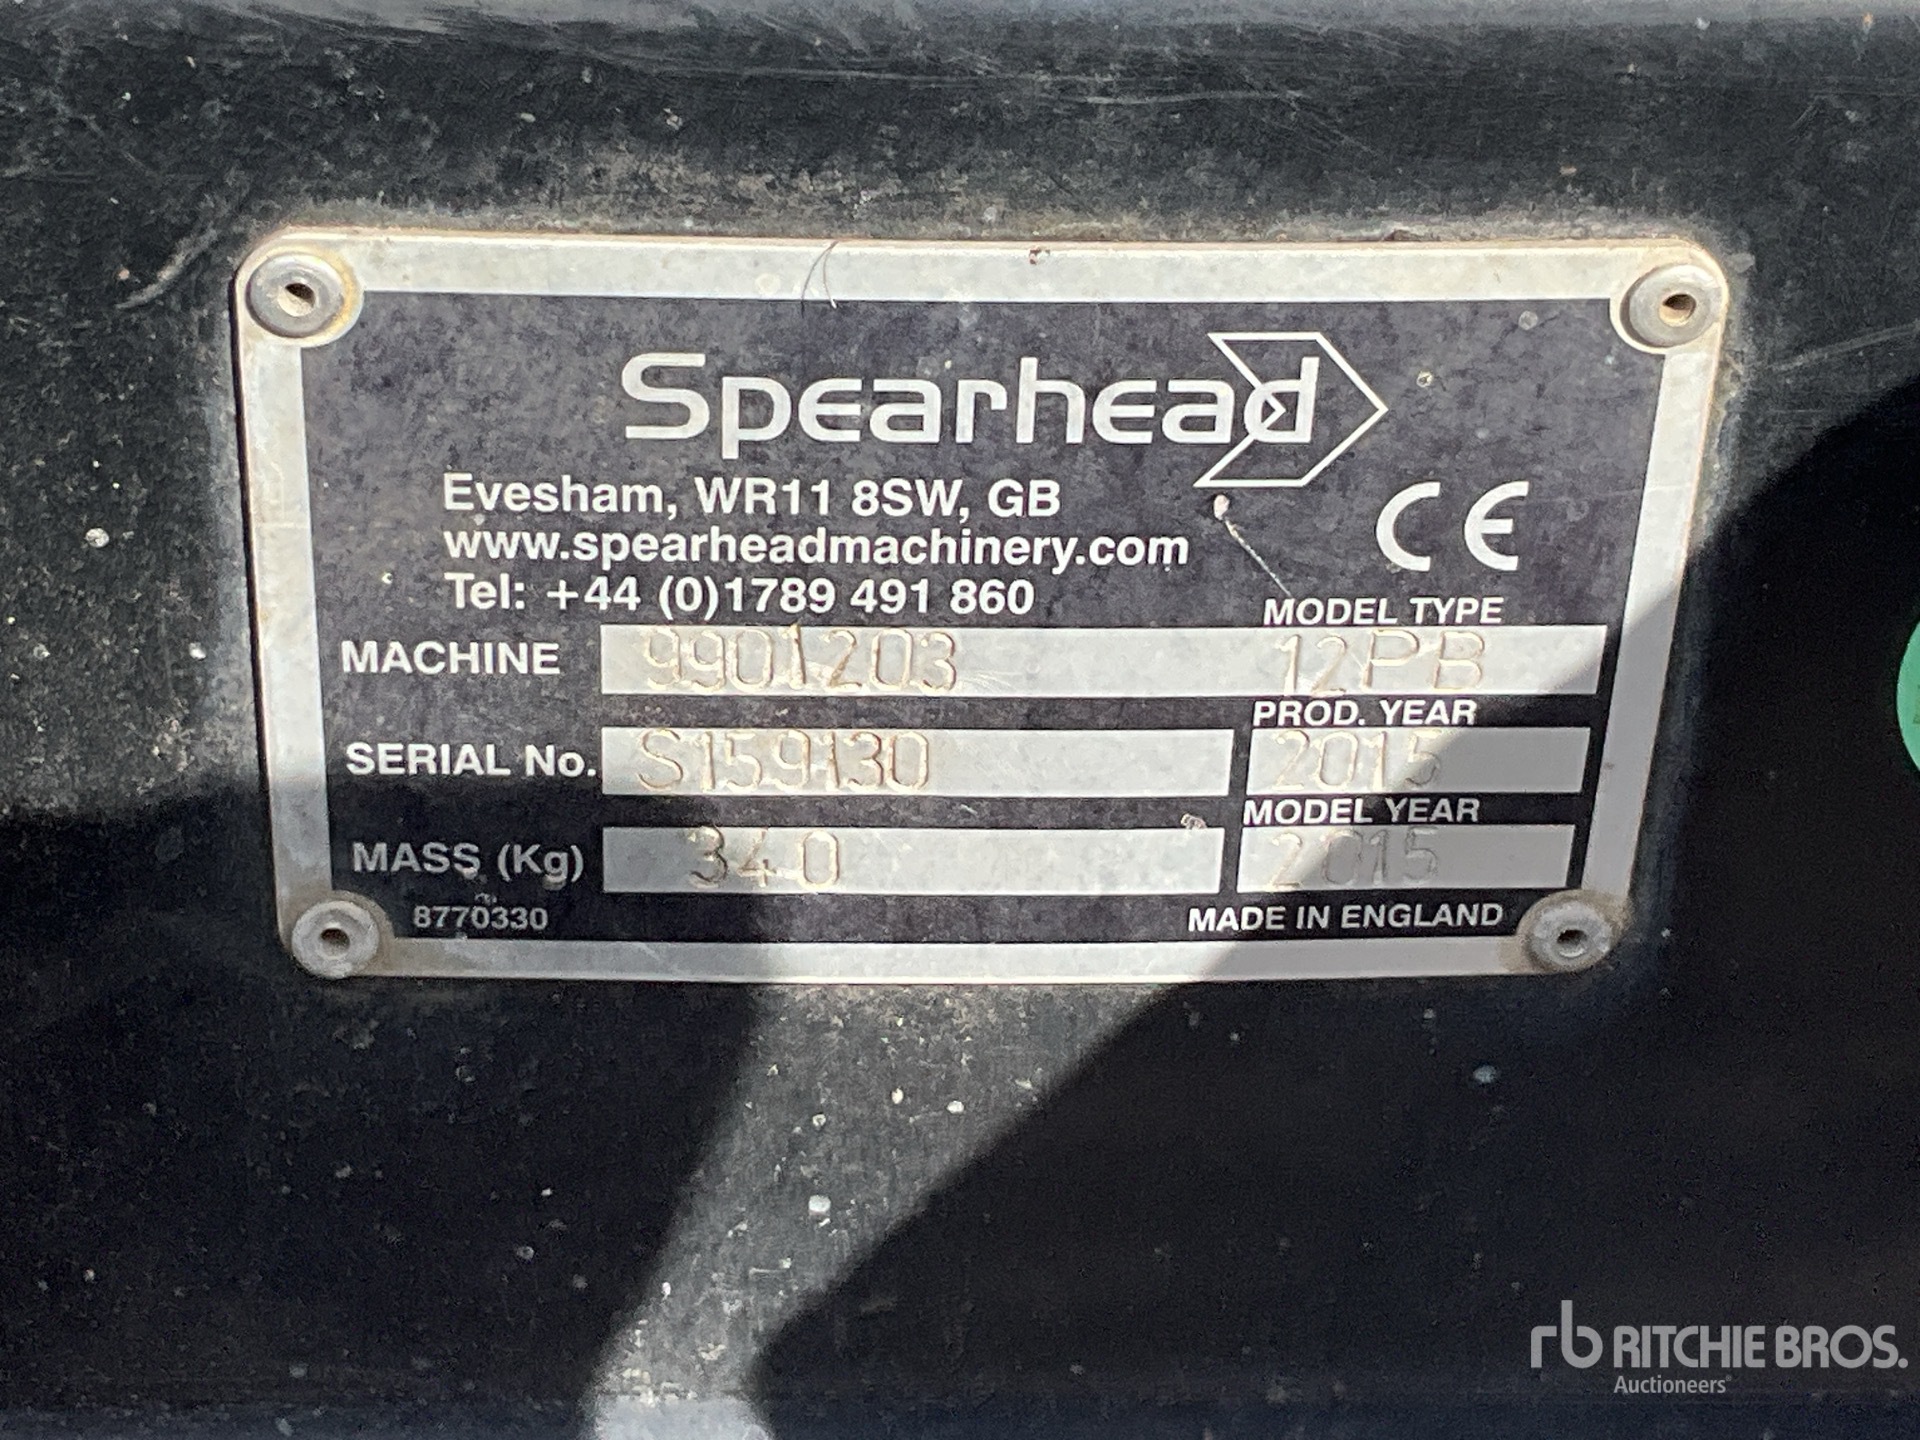 Spearhead
Evesham, WR11 8SW, GB
www.spearheadmachinery.com
Tel: +44 (0)1789 491 860
CE
MODEL TYPE
MACHINE 9901203 12PB
PROD. YEAR
SERIAL No. S159130 2015
MODEL YEAR
MASS (Kg) 340 2015
8770330 MADE IN ENGLAND
rb RITCHIE BROS.
Auctioneers